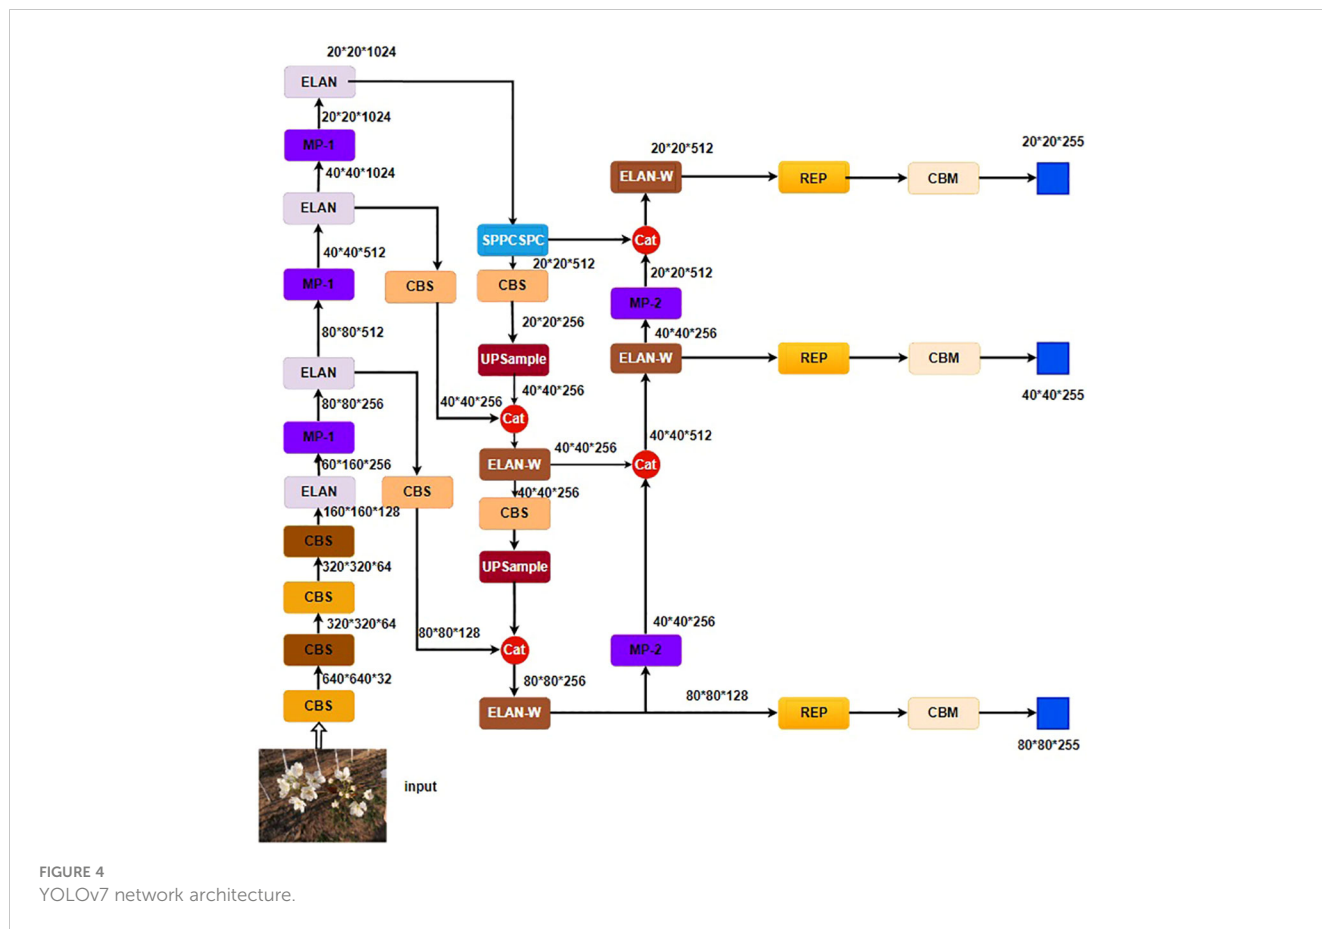 20*20*1024
ELAN
20*20*1024
MP-1
40*40*1024
ELAN
40*40*512
MP-1
80*80*512
ELAN
80*80*256
MP-1
60*160*256
ELAN
160*160*128
CBS
320*320*64
CBS
320*320*64
CBS
640*640*32
CBS
input
CBS
40*40*256
CBS
80*80*128
SPPCSPC
20*20*512
CBS
20*20*256
UPSample
40*40*256
Cat
ELAN-W
40*40*256
40*40*256
CBS
UPSample
Cat
80*80*256
ELAN-W
20*20*512
ELAN-W
Cat
20*20*512
MP-2
40*40*256
ELAN-W
40*40*512
Cat
40*40*256
MP-2
80*80*128
REP
CBM
20*20*255
REP
CBM
40*40*255
REP
CBM
80*80*255
FIGURE 4
YOLOv7 network architecture.